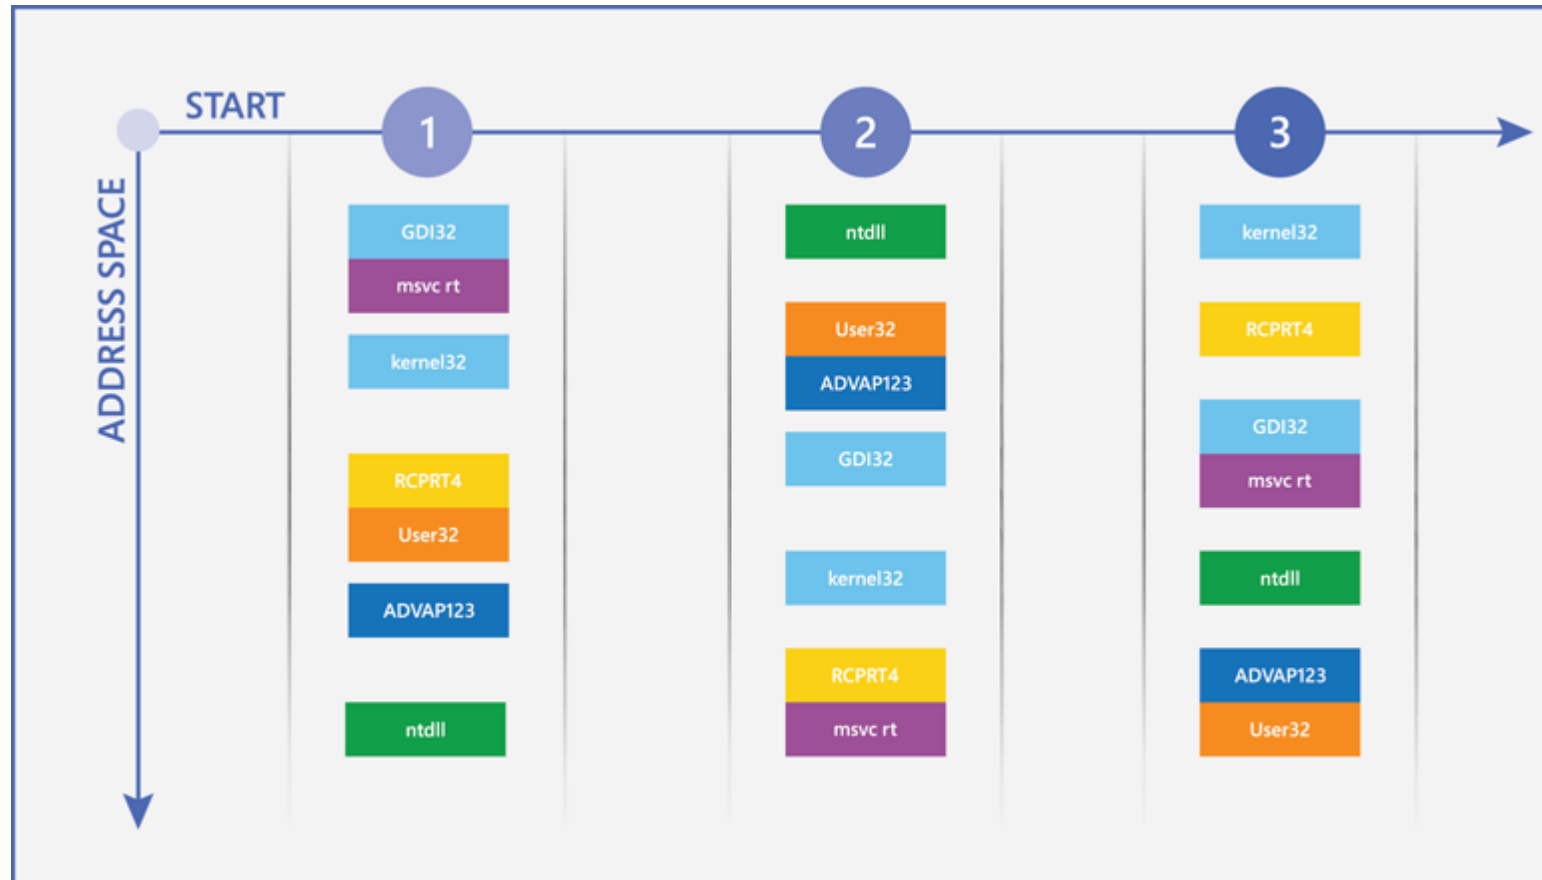 START
1
2
3
ADDRESS SPACE
GDI32
msvc rt
kernel32
RCPRT4
User32
ADVAP123
ntdll
ntdll
User32
ADVAP123
GDI32
kernel32
RCPRT4
msvc rt
kernel32
RCPRT4
GDI32
msvc rt
ntdll
ADVAP123
User32